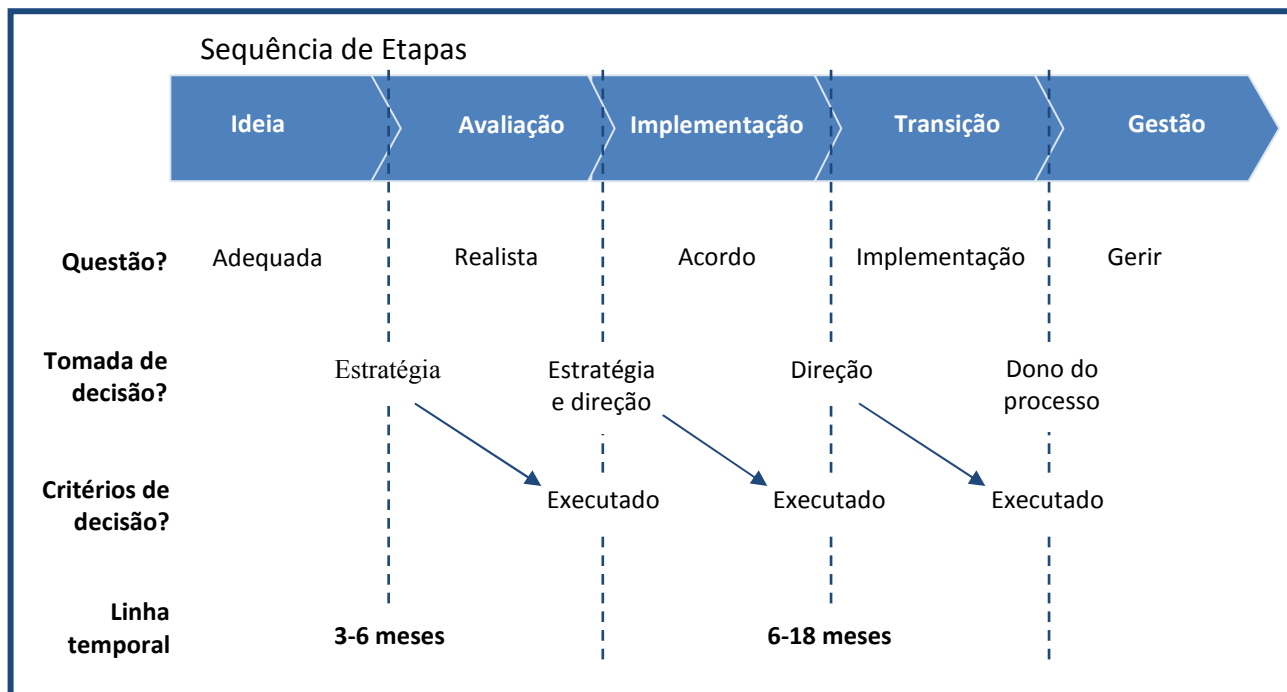 Sequência de Etapas
Ideia Avaliação Implementação Transição Gestão
Questão? Adequada Realista Acordo Implementação Gerir
Tomada de
decisão?
Estratégia
Estratégia
e direção
Direção
Dono do
processo
Critérios de
decisão?
Executado Executado Executado
Linha
temporal
3-6 meses 6-18 meses